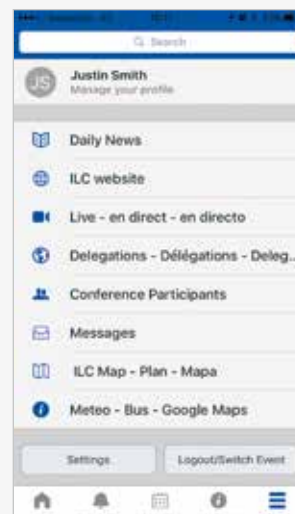 Search
JS
Justin Smith
Manage your profile
Daily News
ILC website
Live - en direct - en directo
Delegations - Délégations - Deleg..
Conference Participants
Messages
ILC Map - Plan - Mapa
Meteo - Bus - Google Maps
Settings
Logout/Switch Event